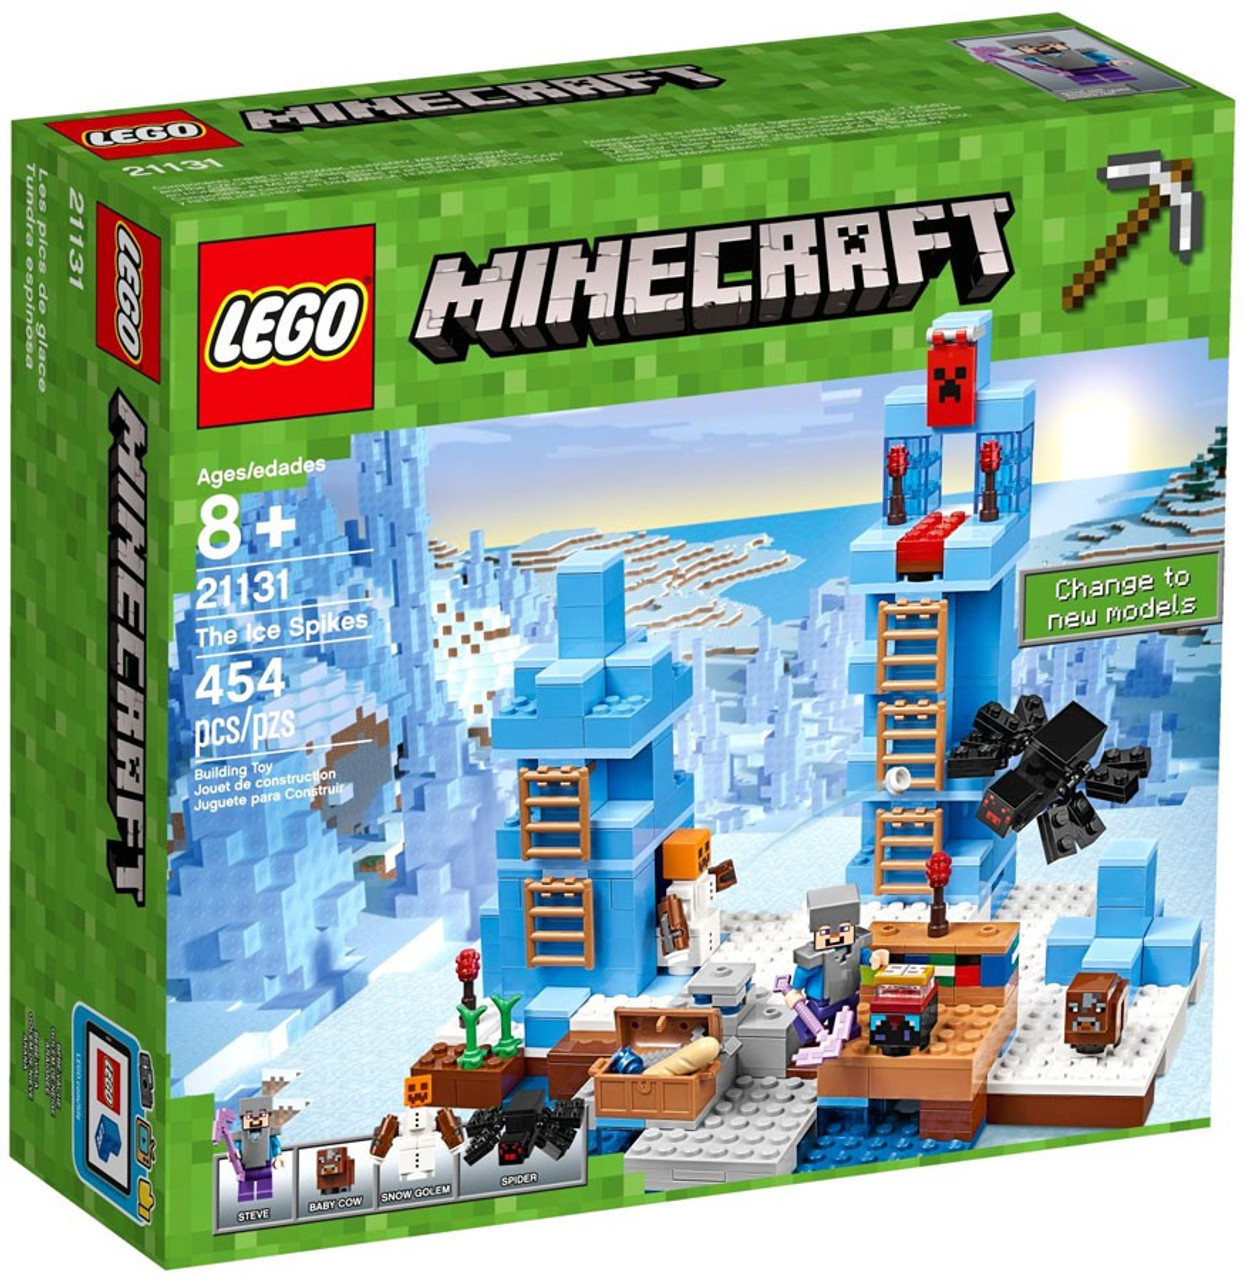 LEGO
MINECRAFT
21131
LEGO
MINECRAFT
Ages/edades
8+
21131
The Ice Spikes
454
pcs/pzs
Building Toy
Jouet de construction
Juguete para Construir
Change to
new models
STEVE
BABY COW
SNOW GOLEM
SPIDER
21131
Les pics de glace
Tundra espinosa
LEGO
MINECRAFT
LEGO